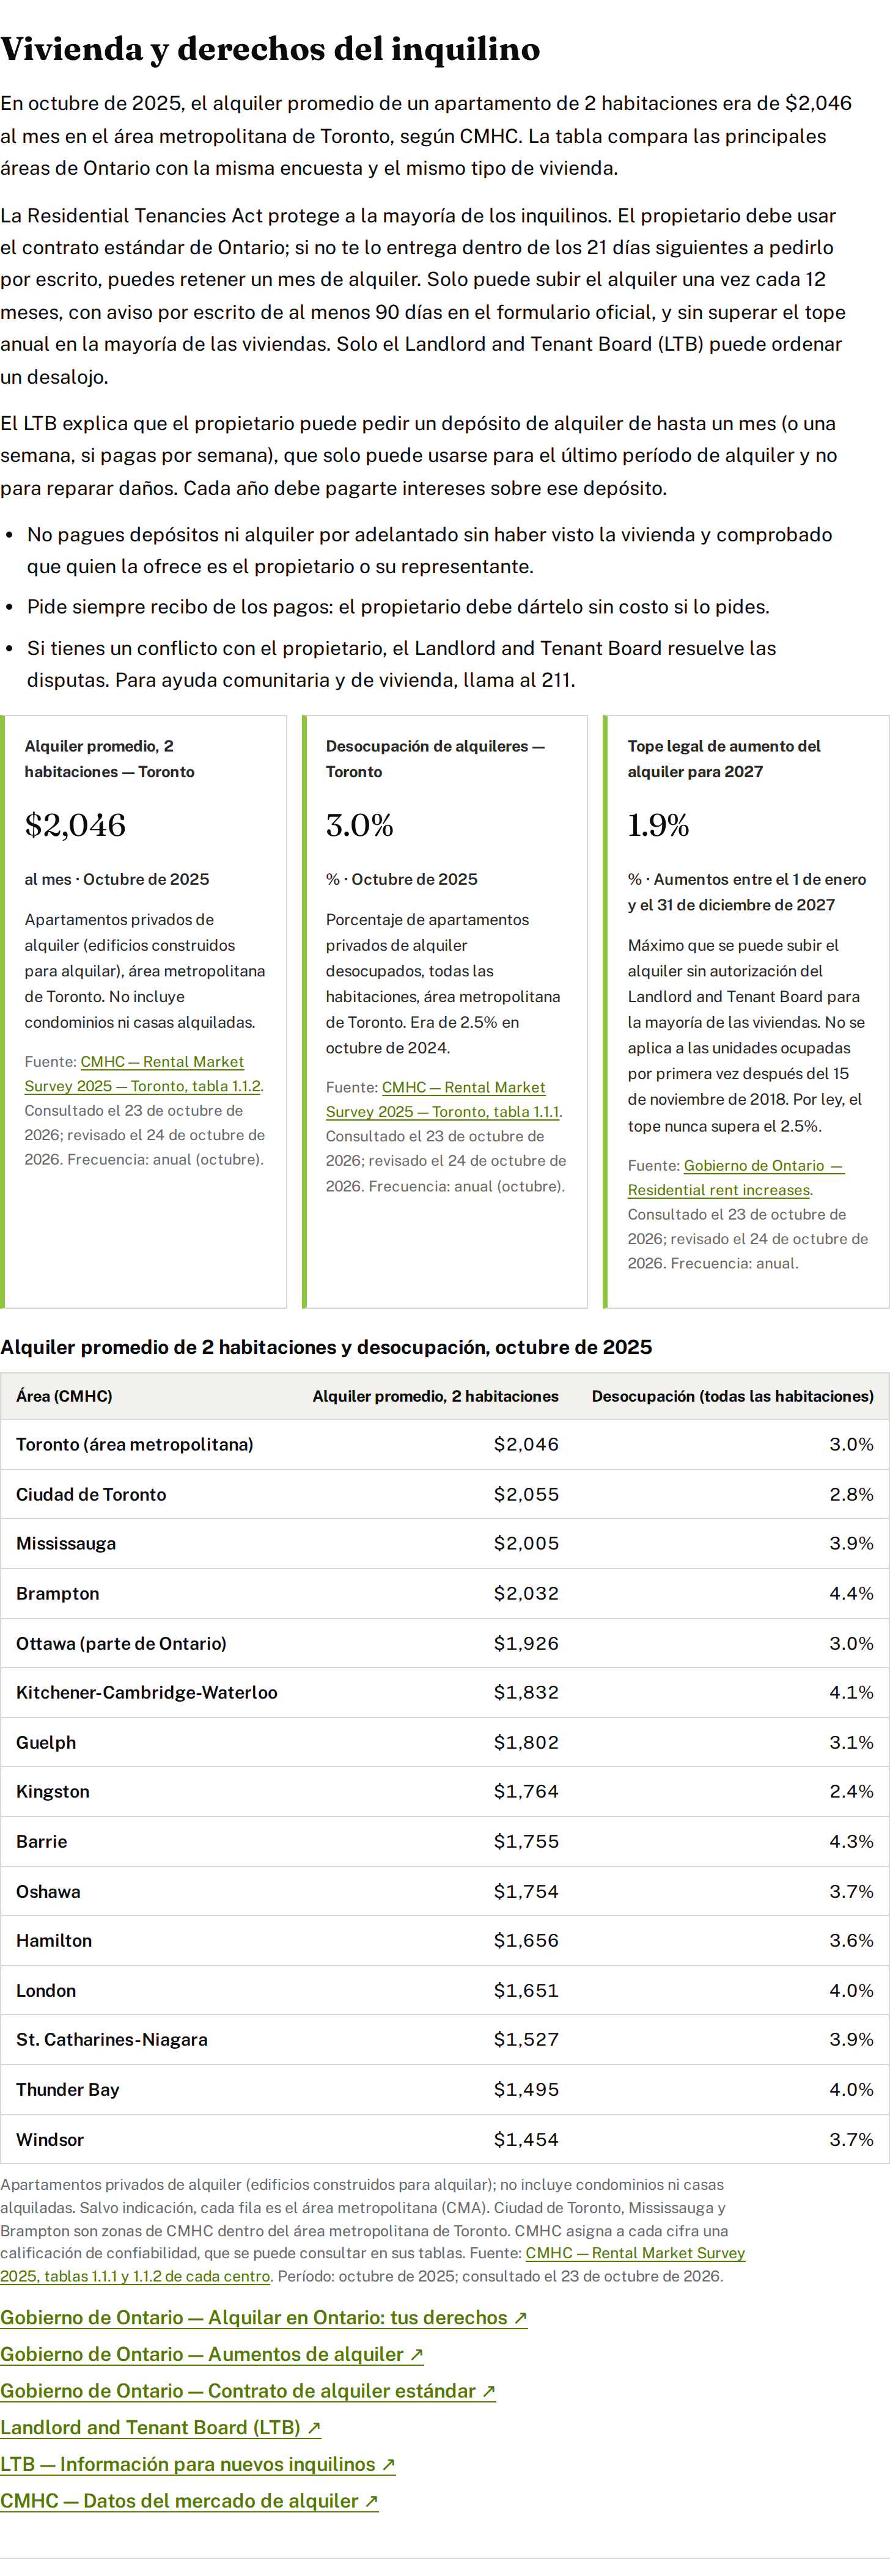 Vivienda y derechos del inquilino
En octubre de 2025, el alquiler promedio de un apartamento de 2 habitaciones era de $2,046
al mes en el área metropolitana de Toronto, según CMHC. La tabla compara las principales
áreas de Ontario con la misma encuesta y el mismo tipo de vivienda.
La Residential Tenancies Act protege a la mayoría de los inquilinos. El propietario debe usar
el contrato estándar de Ontario; si no te lo entrega dentro de los 21 días siguientes a pedirlo
por escrito, puedes retener un mes de alquiler. Solo puede subir el alquiler una vez cada 12
meses, con aviso por escrito de al menos 90 días en el formulario oficial, y sin superar el tope
anual en la mayoría de las viviendas. Solo el Landlord and Tenant Board (LTB) puede ordenar
un desalojo.
El LTB explica que el propietario puede pedir un depósito de alquiler de hasta un mes (o una
semana, si pagas por semana), que solo puede usarse para el último período de alquiler y no
para reparar daños. Cada año debe pagarte intereses sobre ese depósito.
• No pagues depósitos ni alquiler por adelantado sin haber visto la vivienda y comprobado
que quien la ofrece es el propietario o su representante.
• Pide siempre recibo de los pagos: el propietario debe dártelo sin costo si lo pides.
• Si tienes un conflicto con el propietario, el Landlord and Tenant Board resuelve las
disputas. Para ayuda comunitaria y de vivienda, llama al 211.
Alquiler promedio, 2
habitaciones — Toronto
$2,046
al mes · Octubre de 2025
Apartamentos privados de
alquiler (edificios construidos
para alquilar), área metropolitana
de Toronto. No incluye
condominios ni casas alquiladas.
Fuente: CMHC — Rental Market
Survey 2025 — Toronto, tabla 1.1.2.
Consultado el 23 de octubre de
2026; revisado el 24 de octubre de
2026. Frecuencia: anual (octubre).
Desocupación de alquileres —
Toronto
3.0%
% · Octubre de 2025
Porcentaje de apartamentos
privados de alquiler
desocupados, todas las
habitaciones, área metropolitana
de Toronto. Era de 2.5% en
octubre de 2024.
Fuente: CMHC — Rental Market
Survey 2025 — Toronto, tabla 1.1.1.
Consultado el 23 de octubre de
2026; revisado el 24 de octubre de
2026. Frecuencia: anual (octubre).
Tope legal de aumento del
alquiler para 2027
1.9%
% · Aumentos entre el 1 de enero
y el 31 de diciembre de 2027
Máximo que se puede subir el
alquiler sin autorización del
Landlord and Tenant Board para
la mayoría de las viviendas. No se
aplica a las unidades ocupadas
por primera vez después del 15
de noviembre de 2018. Por ley, el
tope nunca supera el 2.5%.
Fuente: Gobierno de Ontario —
Residential rent increases.
Consultado el 23 de octubre de
2026; revisado el 24 de octubre de
2026. Frecuencia: anual.
Alquiler promedio de 2 habitaciones y desocupación, octubre de 2025
Área (CMHC) Alquiler promedio, 2 habitaciones Desocupación (todas las habitaciones)
Toronto (área metropolitana) $2,046 3.0%
Ciudad de Toronto $2,055 2.8%
Mississauga $2,005 3.9%
Brampton $2,032 4.4%
Ottawa (parte de Ontario) $1,926 3.0%
Kitchener-Cambridge-Waterloo $1,832 4.1%
Guelph $1,802 3.1%
Kingston $1,764 2.4%
Barrie $1,755 4.3%
Oshawa $1,754 3.7%
Hamilton $1,656 3.6%
London $1,651 4.0%
St. Catharines-Niagara $1,527 3.9%
Thunder Bay $1,495 4.0%
Windsor $1,454 3.7%
Apartamentos privados de alquiler (edificios construidos para alquilar); no incluye condominios ni casas
alquiladas. Salvo indicación, cada fila es el área metropolitana (CMA). Ciudad de Toronto, Mississauga y
Brampton son zonas de CMHC dentro del área metropolitana de Toronto. CMHC asigna a cada cifra una
calificación de confiabilidad, que se puede consultar en sus tablas. Fuente: CMHC — Rental Market Survey
2025, tablas 1.1.1 y 1.1.2 de cada centro. Período: octubre de 2025; consultado el 23 de octubre de 2026.
Gobierno de Ontario — Alquilar en Ontario: tus derechos ↗
Gobierno de Ontario — Aumentos de alquiler ↗
Gobierno de Ontario — Contrato de alquiler estándar ↗
Landlord and Tenant Board (LTB) ↗
LTB — Información para nuevos inquilinos ↗
CMHC — Datos del mercado de alquiler ↗